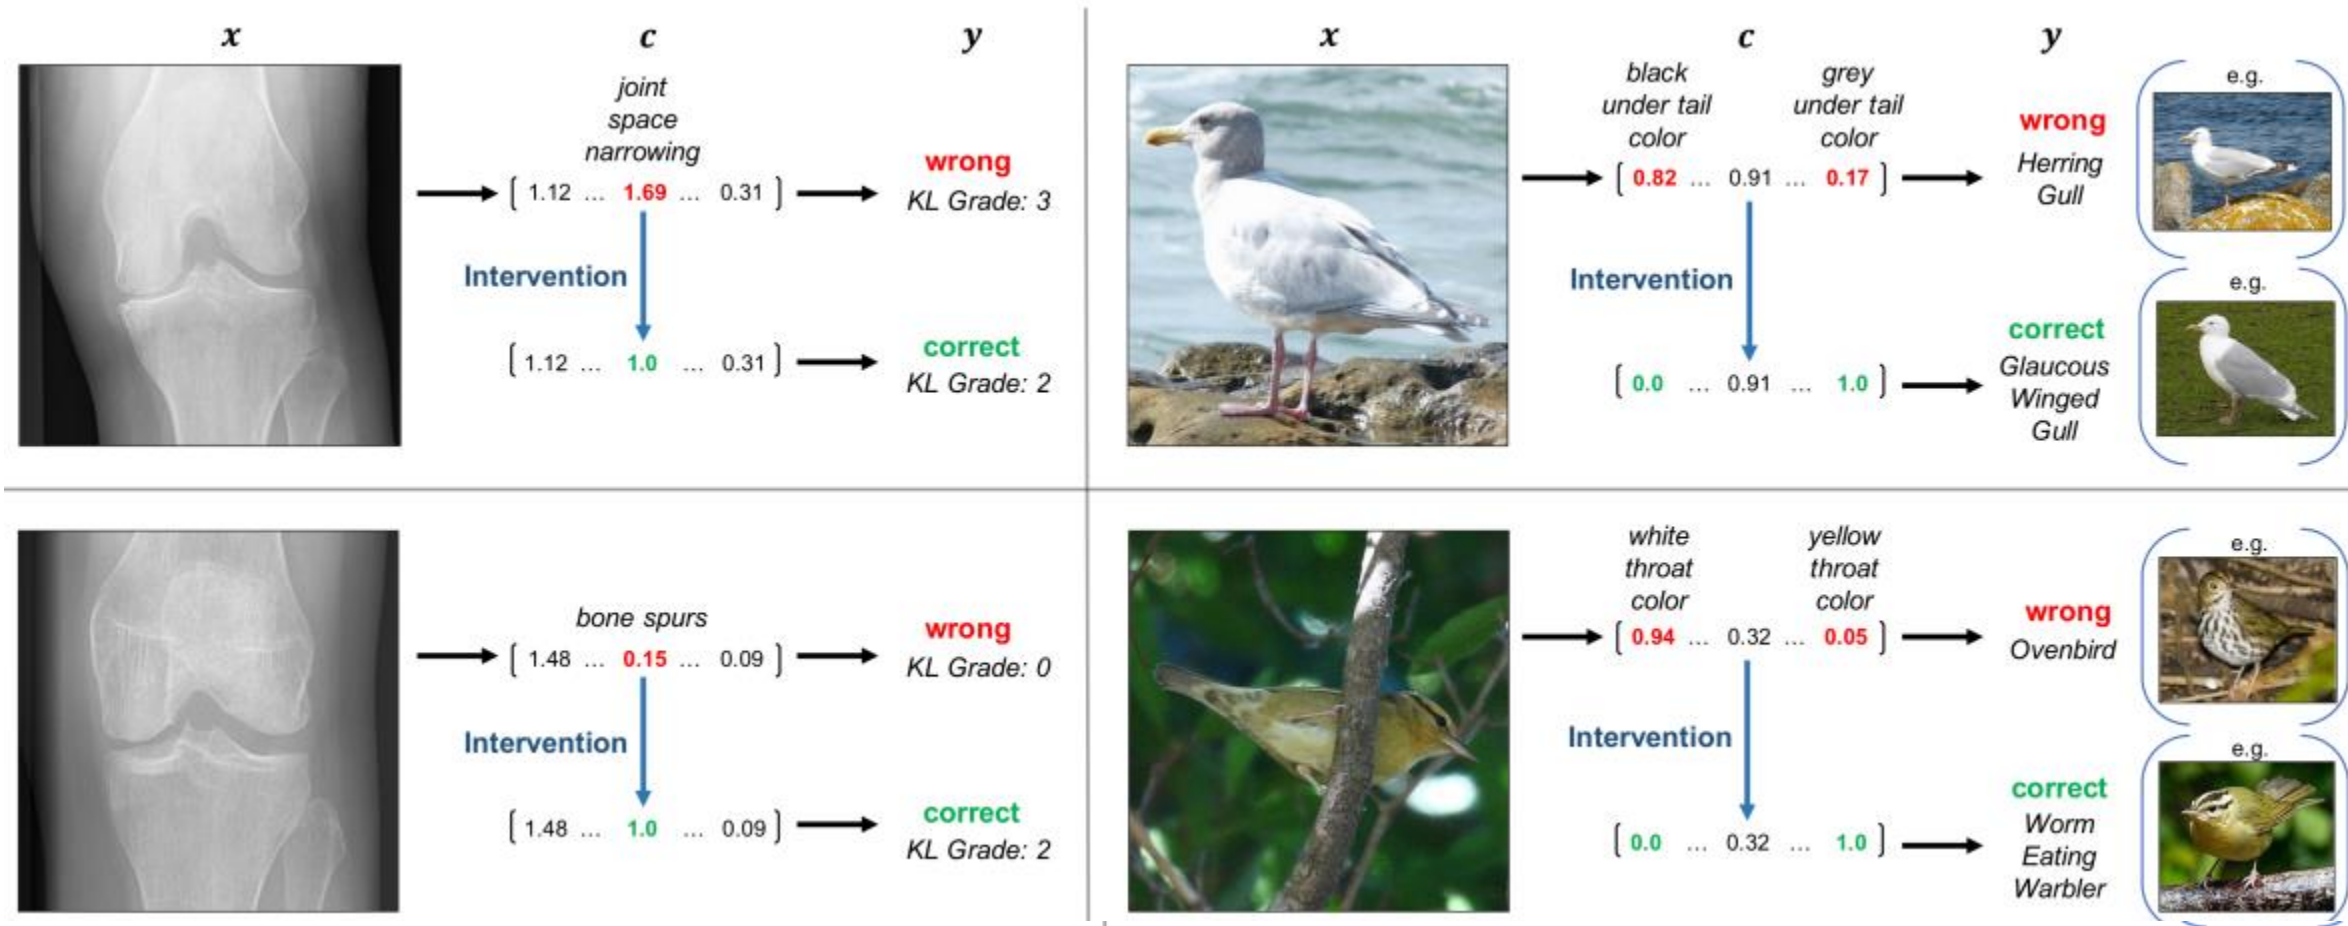 x c y
joint
space
narrowing
[ 1.12 ... 1.69 ... 0.31 ]
wrong
KL Grade: 3
Intervention
[ 1.12 ... 1.0 ... 0.31 ]
correct
KL Grade: 2
x c y
black
under tail
color
grey
under tail
color
[ 0.82 ... 0.91 ... 0.17 ]
wrong
Herring
Gull
e.g.
Intervention
[ 0.0 ... 0.91 ... 1.0 ]
correct
Glaucous
Winged
Gull
e.g.
bone spurs
[ 1.48 ... 0.15 ... 0.09 ]
wrong
KL Grade: 0
Intervention
[ 1.48 ... 1.0 ... 0.09 ]
correct
KL Grade: 2
white
throat
color
yellow
throat
color
[ 0.94 ... 0.32 ... 0.05 ]
wrong
Ovenbird
e.g.
Intervention
[ 0.0 ... 0.32 ... 1.0 ]
correct
Worm
Eating
Warbler
e.g.